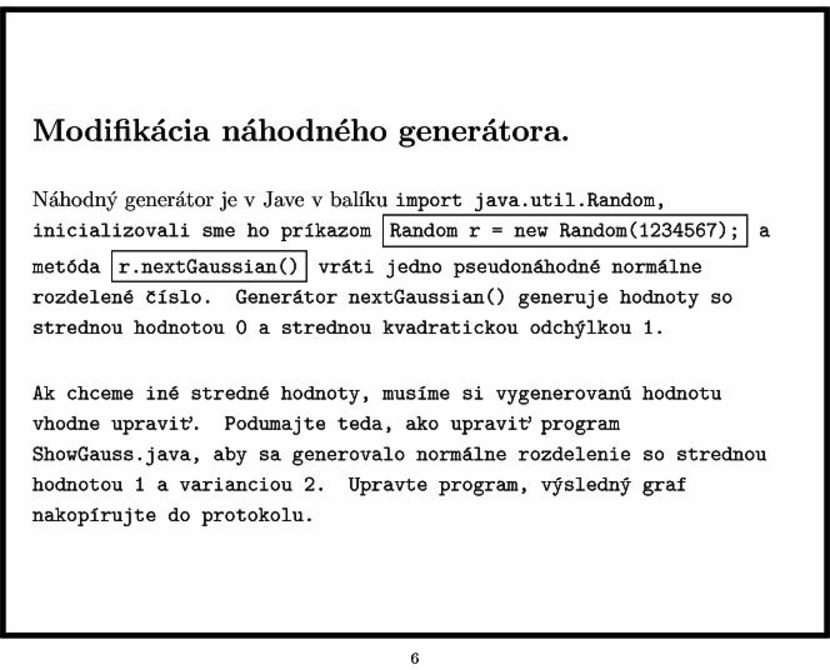 Modifikácia náhodného generátora.
Náhodný generátor je v Jave v balíku import java.util.Random,
inicializovali sme ho príkazom Random r = new Random(1234567); a
metóda r.nextGaussian() vráti jedno pseudonáhodné normálne
rozdelené číslo. Generátor nextGaussian() generuje hodnoty so
strednou hodnotou 0 a strednou kvadratickou odchýlkou 1.
Ak chceme iné stredné hodnoty, musíme si vygenerovanú hodnotu
vhodne upraviť. Podumajte teda, ako upraviť program
ShowGauss.java, aby sa generovalo normálne rozdelenie so strednou
hodnotou 1 a varianciou 2. Upravte program, výsledný graf
nakopírujte do protokolu.
6